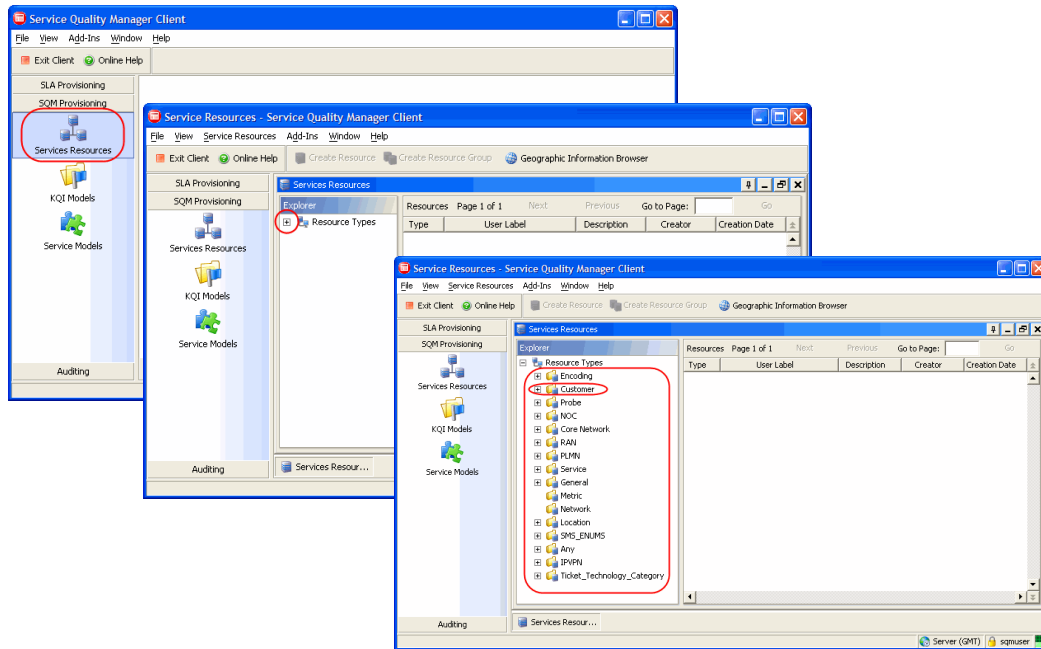 Service Quality Manager Client
File View Add-Ins Window Help
Exit Client Online Help
SLA Provisioning
SQM Provisioning
Services Resources
KQI Models
Service Models
Auditing
Service Resources - Service Quality Manager Client
File View Service Resources Add-Ins Window Help
Exit Client Online Help Create Resource Create Resource Group Geographic Information Browser
SLA Provisioning
SQM Provisioning
Services Resources
KQI Models
Service Models
Auditing
Services Resources
Explorer
Resource Types
Resources Page 1 of 1 Next Previous Go to Page: Go
Type User Label Description Creator Creation Date
Services Resour...
Service Resources - Service Quality Manager Client
File View Service Resources Add-Ins Window Help
Exit Client Online Help Create Resource Create Resource Group Geographic Information Browser
SLA Provisioning
SQM Provisioning
Services Resources
KQI Models
Service Models
Auditing
Services Resources
Explorer
Resource Types
Encoding
Customer
Probe
NOC
Core Network
RAN
PLMN
Service
General
Metric
Network
Location
SMS_ENUMS
Any
IPVPN
Ticket_Technology_Category
Resources Page 1 of 1 Next Previous Go to Page: Go
Type User Label Description Creator Creation Date
Services Resour...
Server (GMT) sqmuser